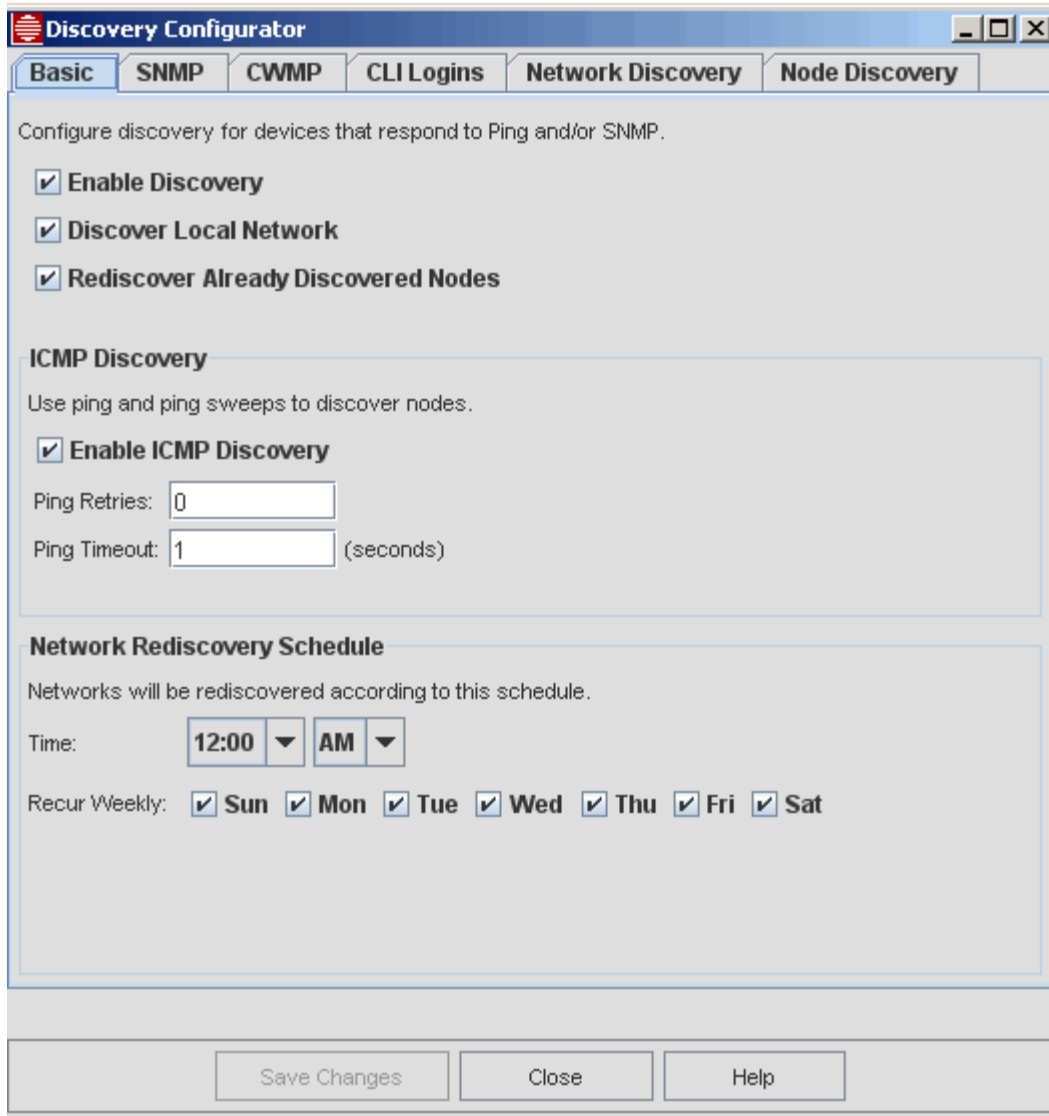 Discovery Configurator
Basic SNMP CWMP CLI Logins Network Discovery Node Discovery
Configure discovery for devices that respond to Ping and/or SNMP.
Enable Discovery
Discover Local Network
Rediscover Already Discovered Nodes
ICMP Discovery
Use ping and ping sweeps to discover nodes.
Enable ICMP Discovery
Ping Retries: 0
Ping Timeout: 1 (seconds)
Network Rediscovery Schedule
Networks will be rediscovered according to this schedule.
Time: 12:00 AM
Recur Weekly: Sun Mon Tue Wed Thu Fri Sat
Save Changes Close Help